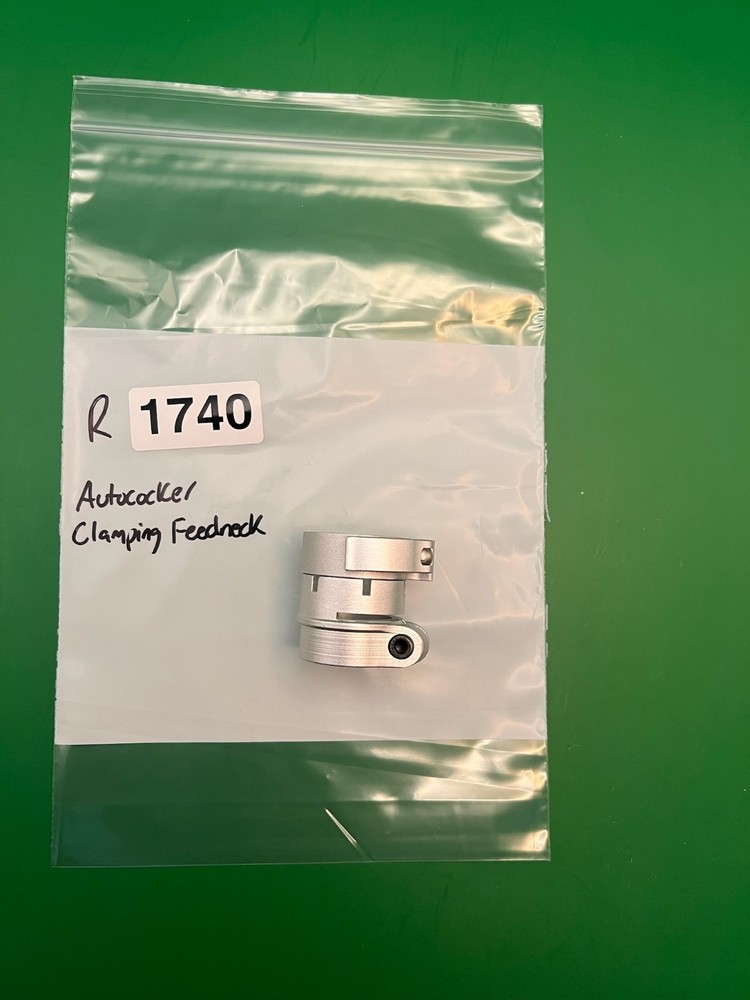 R 1740
Autococker
Clamping Feedneck